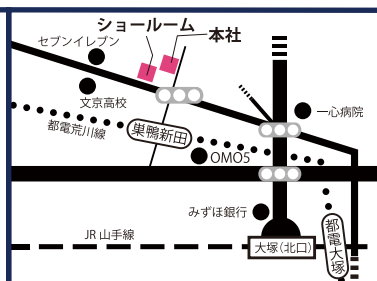 ショールーム
本社
セブンイレブン
文京高校
都電荒川線
巣鴨新田
一心病院
OMO5
みずほ銀行
JR山手線
大塚(北口)
都電大塚